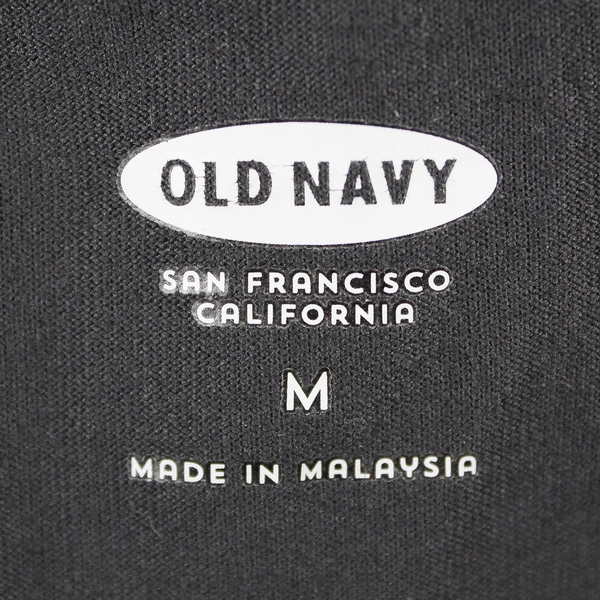 OLD NAVY
SAN FRANCISCO
CALIFORNIA
M
MADE IN MALAYSIA